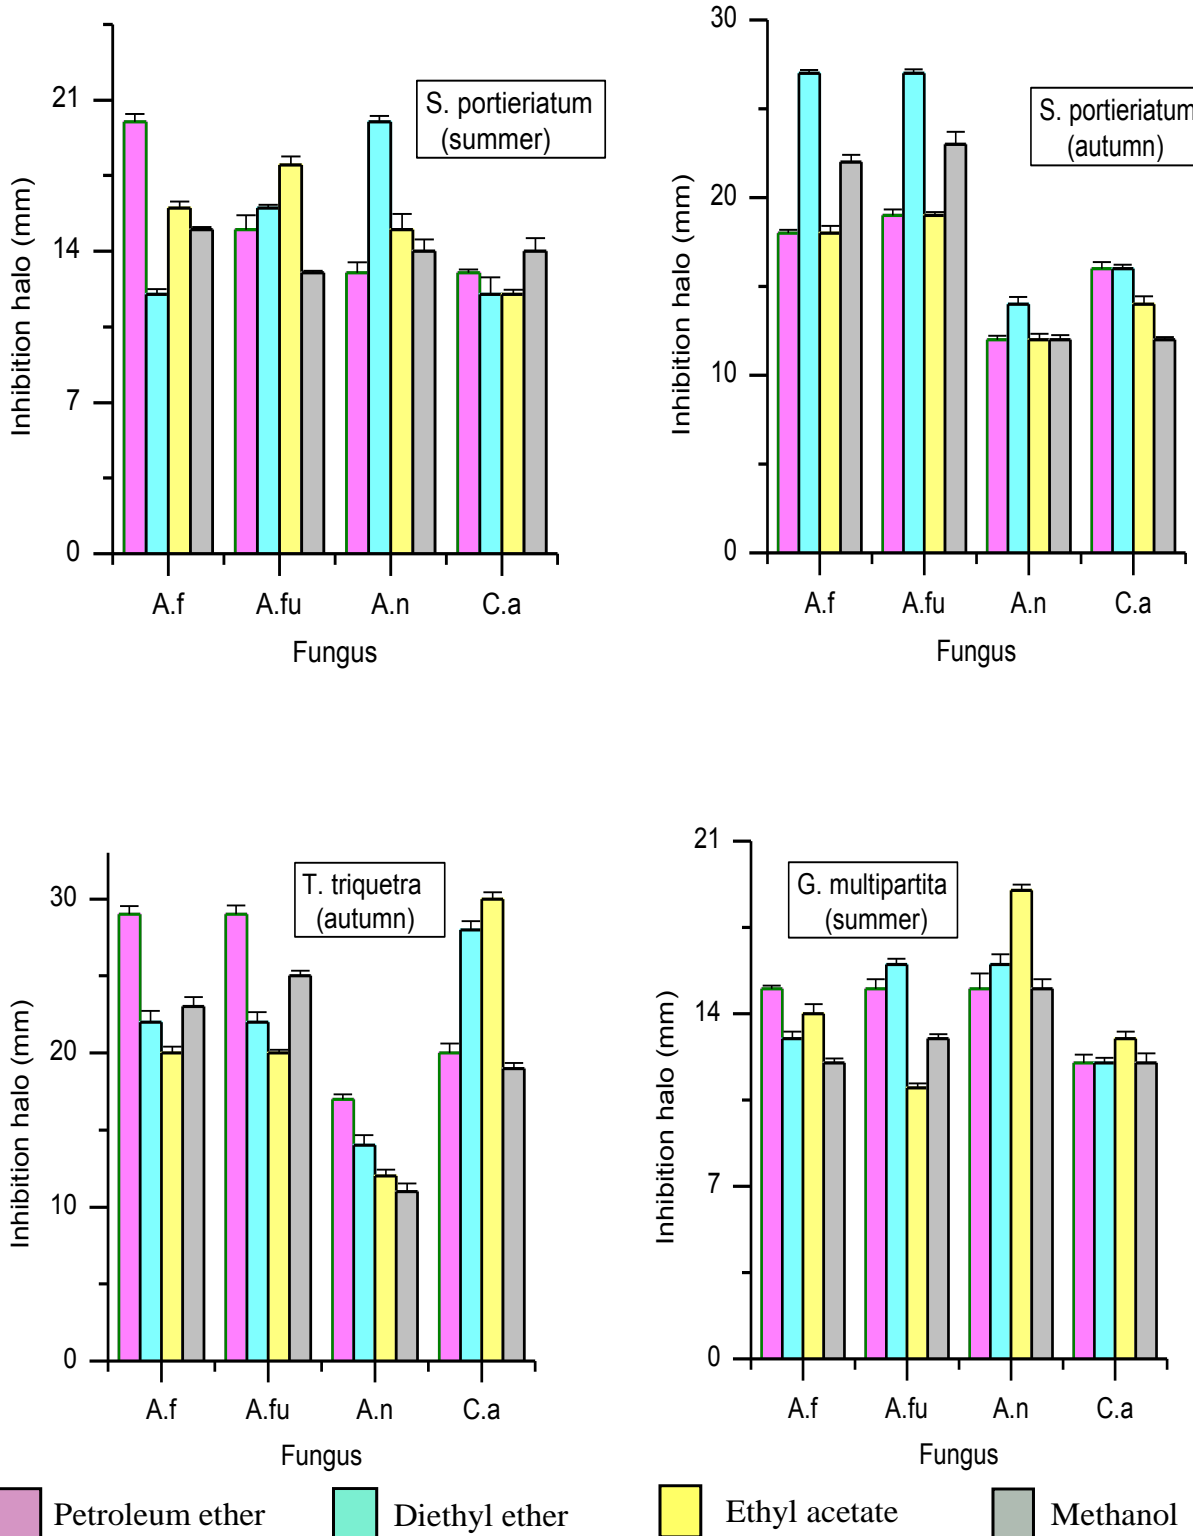 21
14
7
0
Inhibition halo (mm)
S. portieriatum
(summer)
A.f A.fu A.n C.a
Fungus
30
20
10
0
Inhibition halo (mm)
S. portieriatum
(autumn)
A.f A.fu A.n C.a
Fungus
30
20
10
0
Inhibition halo (mm)
T. triquetra
(autumn)
A.f A.fu A.n C.a
Fungus
21
14
7
0
Inhibition halo (mm)
G. multipartita
(summer)
A.f A.fu A.n C.a
Fungus
Petroleum ether Diethyl ether Ethyl acetate Methanol